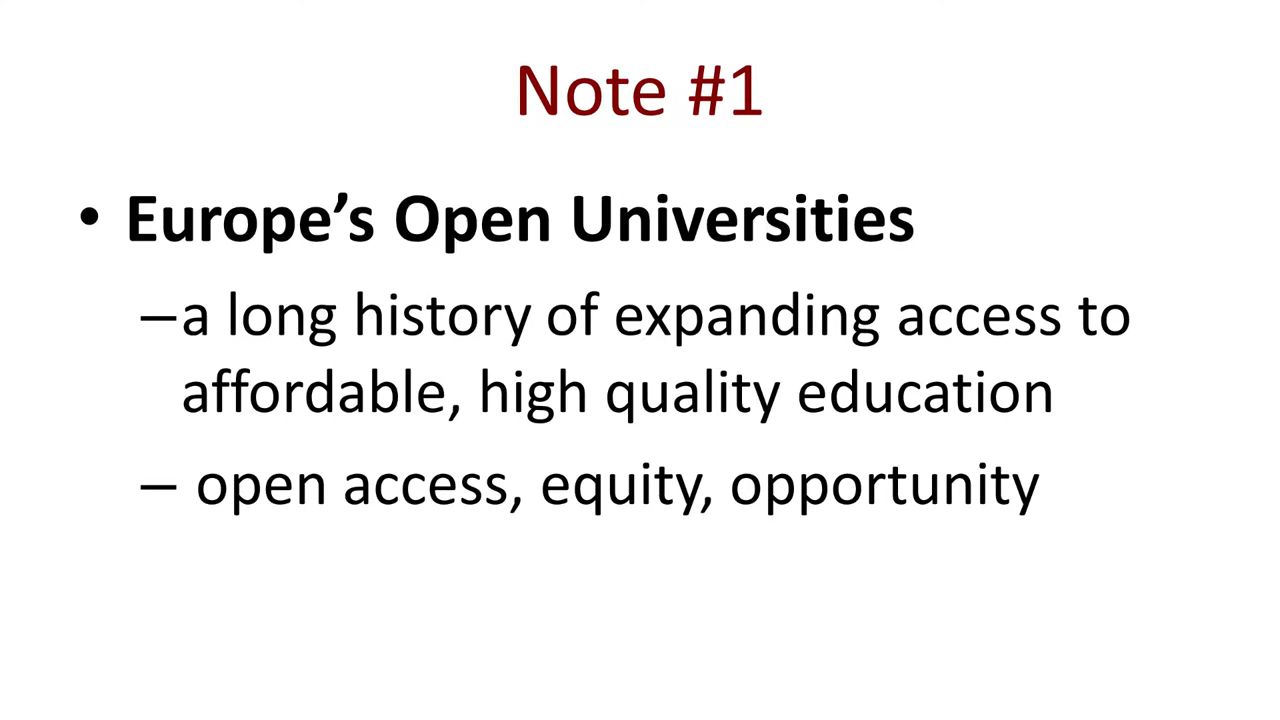 Note #1
• Europe’s Open Universities
–a long history of expanding access to
affordable, high quality education
– open access, equity, opportunity